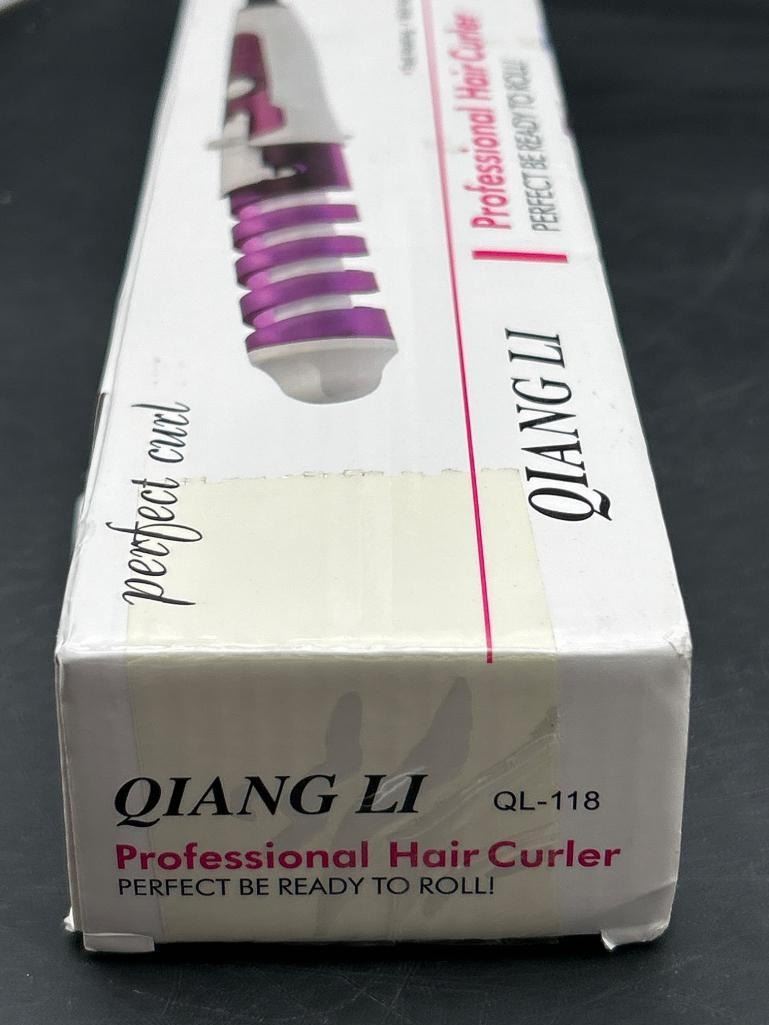 Professional Hair Curler
PERFECT BE READY TO ROLL!
QIANG LI
perfect curl
QIANG LI
QL-118
Professional Hair Curler
PERFECT BE READY TO ROLL!